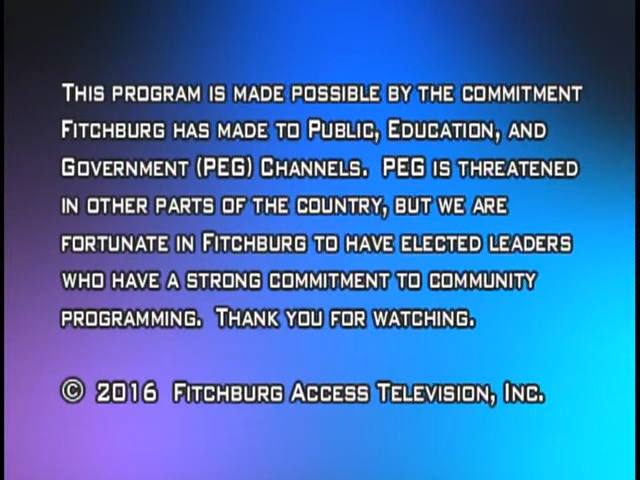 THIS PROGRAM IS MADE POSSIBLE BY THE COMMITMENT
FITCHBURG HAS MADE TO PUBLIC, EDUCATION, AND
GOVERNMENT (PEG) CHANNELS. PEG IS THREATENED
IN OTHER PARTS OF THE COUNTRY, BUT WE ARE
FORTUNATE IN FITCHBURG TO HAVE ELECTED LEADERS
WHO HAVE A STRONG COMMITMENT TO COMMUNITY
PROGRAMMING. THANK YOU FOR WATCHING.
© 2016 FITCHBURG ACCESS TELEVISION, INC.